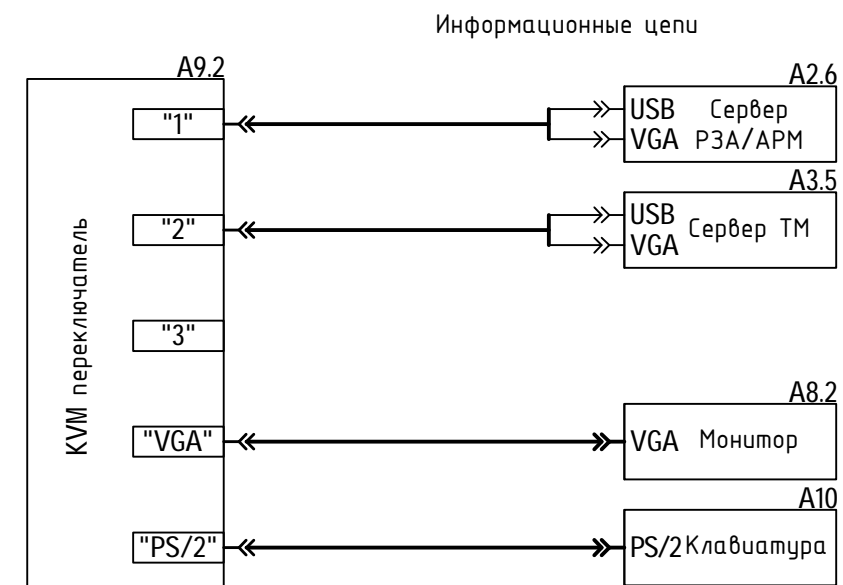 Информационные цепи
A9.2
KVM переключатель
"1"
"2"
"3"
"VGA"
"PS/2"
A2.6
USB Сервер
VGA РЗА/АРМ
A3.5
USB
VGA
Сервер ТМ
A8.2
VGA Монитор
A10
PS/2 Клавиатура